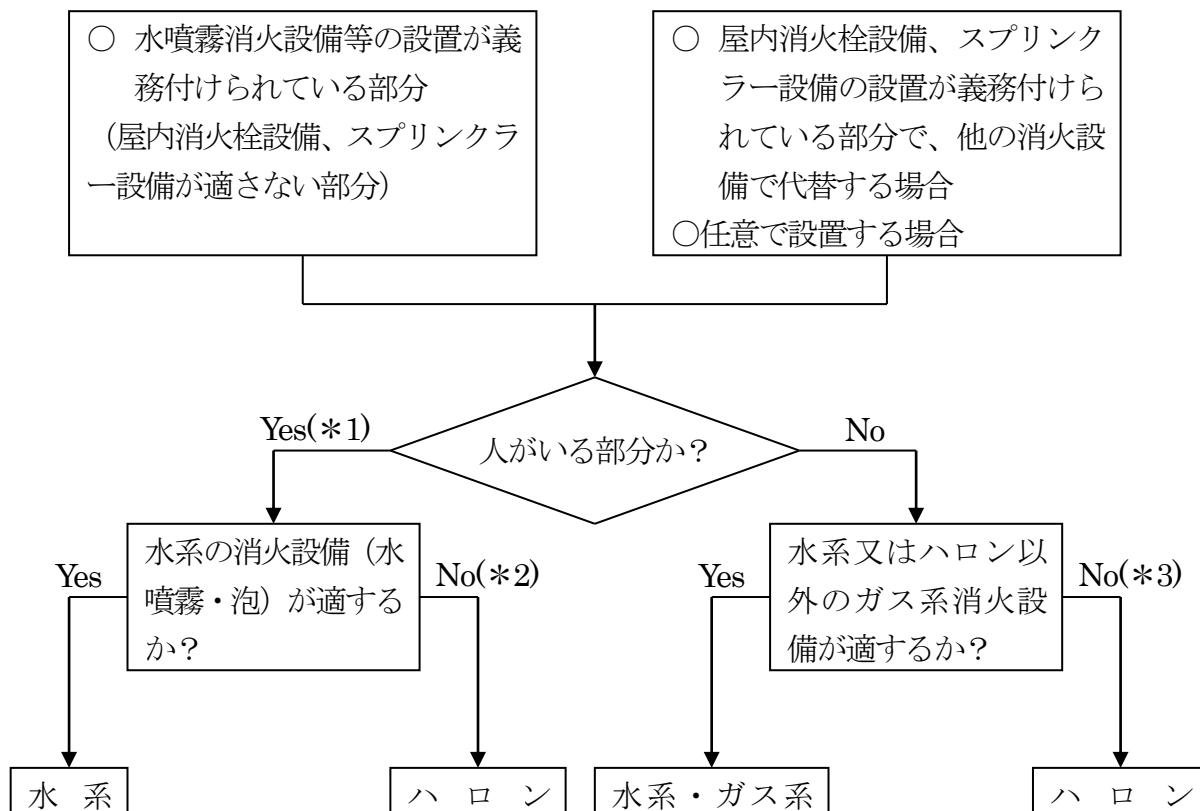 ○ 水噴霧消火設備等の設置が義
務付けられている部分
（屋内消火栓設備、スプリンクラ
ー設備が適さない部分）
○ 屋内消火栓設備、スプリンク
ラー設備の設置が義務付けら
れている部分で、他の消火設
備で代替する場合
○任意で設置する場合
人がいる部分か？
Yes(＊1)
No
水系の消火設備（水
噴霧・泡）が適する
か？
Yes
No(＊2)
水系又はハロン以
外のガス系消火設
備が適するか？
Yes
No(＊3)
水 系
ハ ロ ン
水系・ガス系
ハ ロ ン